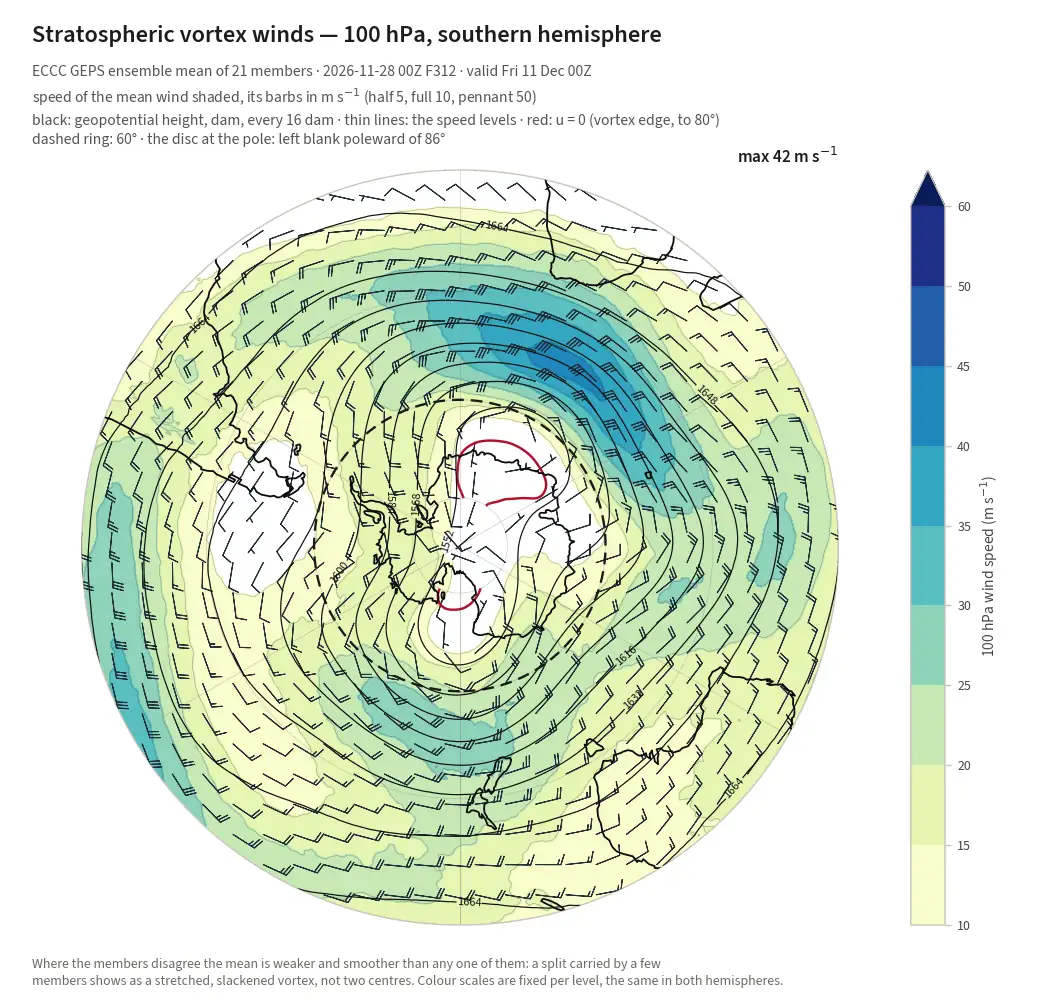 Stratospheric vortex winds — 100 hPa, southern hemisphere
ECCC GEPS ensemble mean of 21 members · 2026-11-28 00Z F312 · valid Fri 11 Dec 00Z
speed of the mean wind shaded, its barbs in m s⁻¹ (half 5, full 10, pennant 50)
black: geopotential height, dam, every 16 dam · thin lines: the speed levels · red: u = 0 (vortex edge, to 80°)
dashed ring: 60° · the disc at the pole: left blank poleward of 86°
max 42 m s⁻¹
60
50
45
40
35
30
25
20
15
10
100 hPa wind speed (m s⁻¹)
1664
1664
1648
1568
1552
1600
1616
1632
1664
1664
Where the members disagree the mean is weaker and smoother than any one of them: a split carried by a few
members shows as a stretched, slackened vortex, not two centres. Colour scales are fixed per level, the same in both hemispheres.